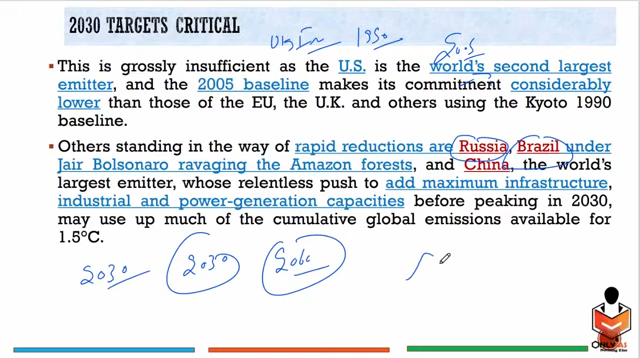 2030 TARGETS CRITICAL
1990
This is grossly insufficient as the U.S. is the world's second largest
emitter, and the 2005 baseline makes its commitment considerably
lower than those of the EU, the U.K. and others using the Kyoto 1990
baseline.
Others standing in the way of rapid reductions are Russia, Brazil under
Jair Bolsonaro ravaging the Amazon forests, and China, the world's
largest emitter, whose relentless push to add maximum infrastructure,
industrial and power-generation capacities before peaking in 2030,
may use up much of the cumulative global emissions available for
1.5°C.
2030 2030 2060
ONLYIAS